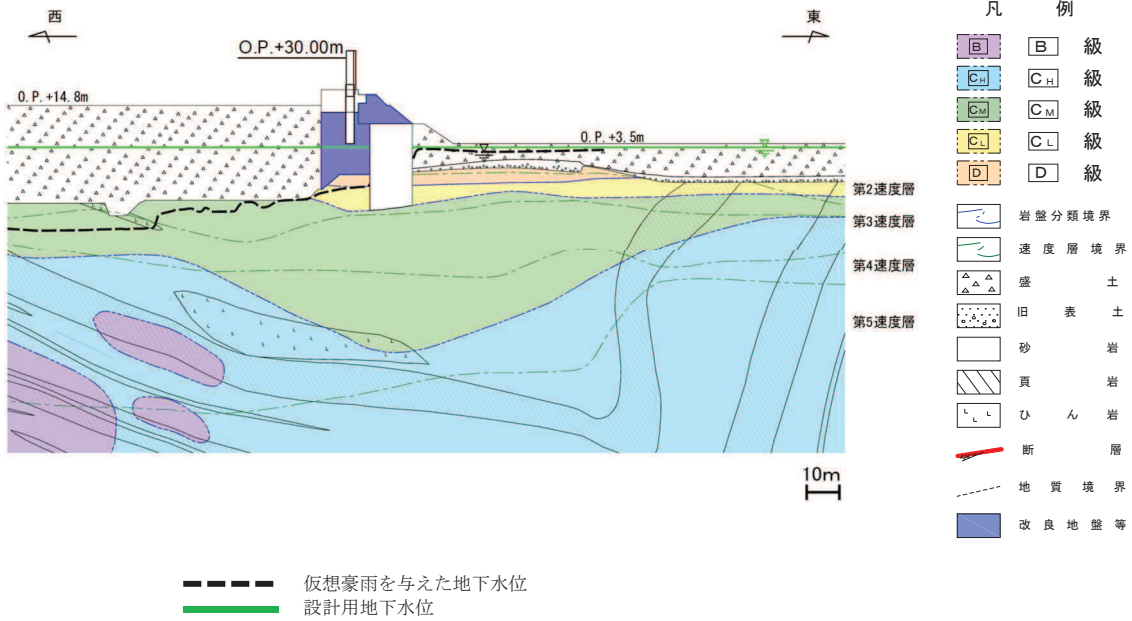 西
東
O.P.+30.00m
O.P.+14.8m
O.P.+3.5m
第2速度層
第3速度層
第4速度層
第5速度層
10m
仮想豪雨を与えた地下水位
設計用地下水位
凡 例
B B 級
CH CH 級
CM CM 級
CL CL 級
D D 級
岩盤分類境界
速度層境界
盛土
旧表土
砂岩
頁岩
ひん岩
断層
地質境界
改良地盤等